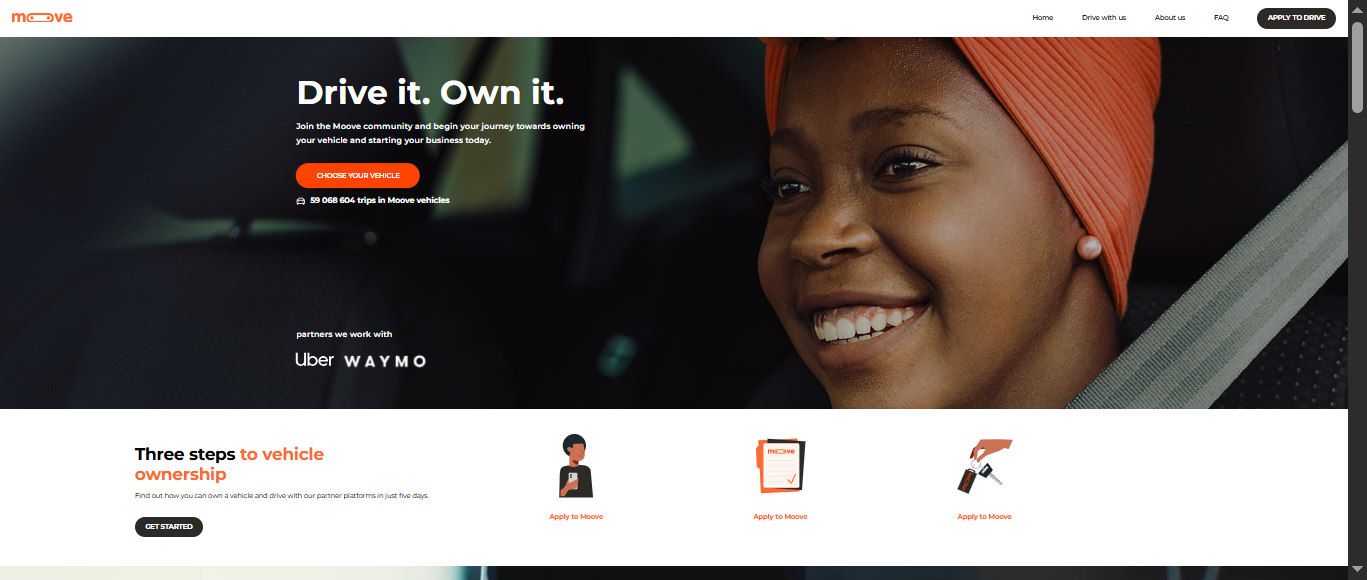 moove
Home
Drive with us
About us
FAQ
APPLY TO DRIVE
Drive it. Own it.
Join the Moove community and begin your journey towards owning
your vehicle and starting your business today.
CHOOSE YOUR VEHICLE
59 068 604 trips in Moove vehicles
partners we work with
Uber
WAYMO
Three steps to vehicle
ownership
Find out how you can own a vehicle and drive with our partner platforms in just five days.
GET STARTED
moove
Apply to Moove
Apply to Moove
Apply to Moove